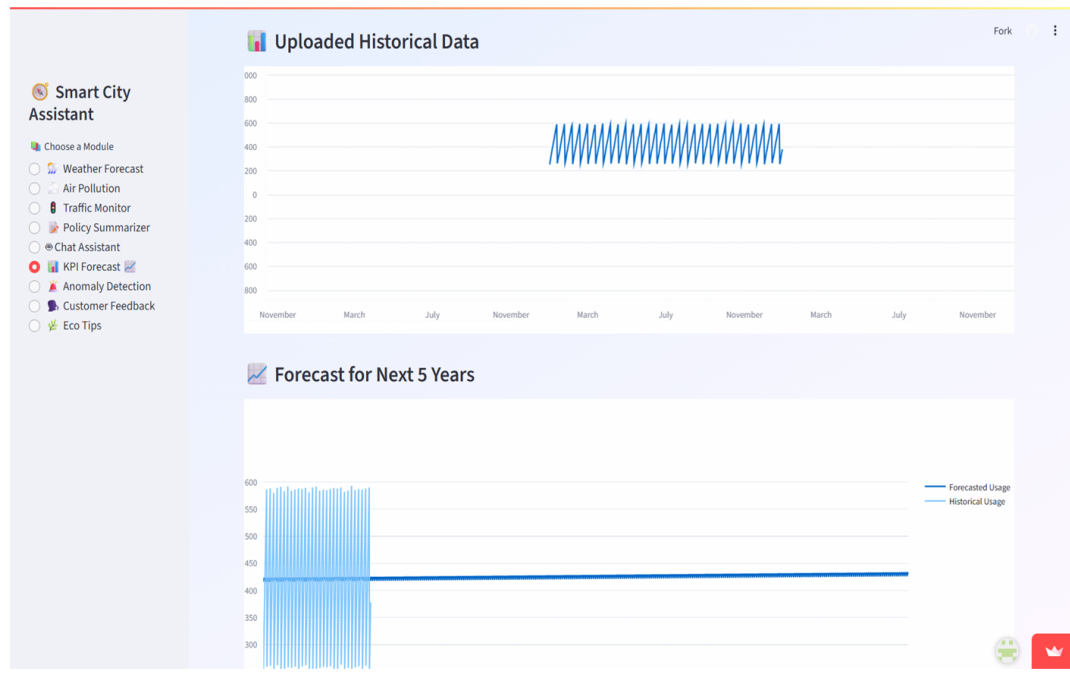 Fork
Uploaded Historical Data
000
800
600
400
200
0
200
400
600
800
November March July November March July November March July November
Smart City
Assistant
Choose a Module
Weather Forecast
Air Pollution
Traffic Monitor
Policy Summarizer
Chat Assistant
KPI Forecast
Anomaly Detection
Customer Feedback
Eco Tips
Forecast for Next 5 Years
600
550
500
450
400
350
300
Forecasted Usage
Historical Usage